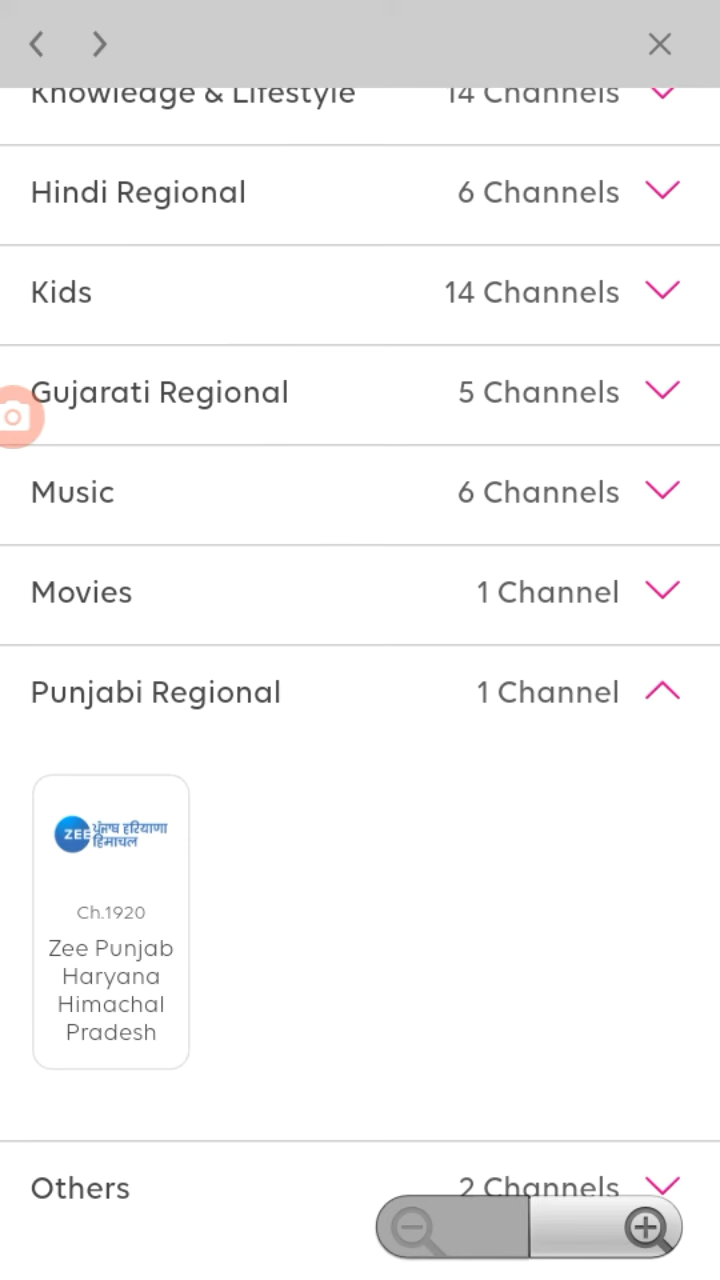 Knowledge & Lifestyle 14 Channels
Hindi Regional 6 Channels
Kids 14 Channels
Gujarati Regional 5 Channels
Music 6 Channels
Movies 1 Channel
Punjabi Regional 1 Channel
ZEE ਪੰਜਾਬ हरियाणा
हिमाचल
Ch.1920
Zee Punjab
Haryana
Himachal
Pradesh
Others 2 Channels